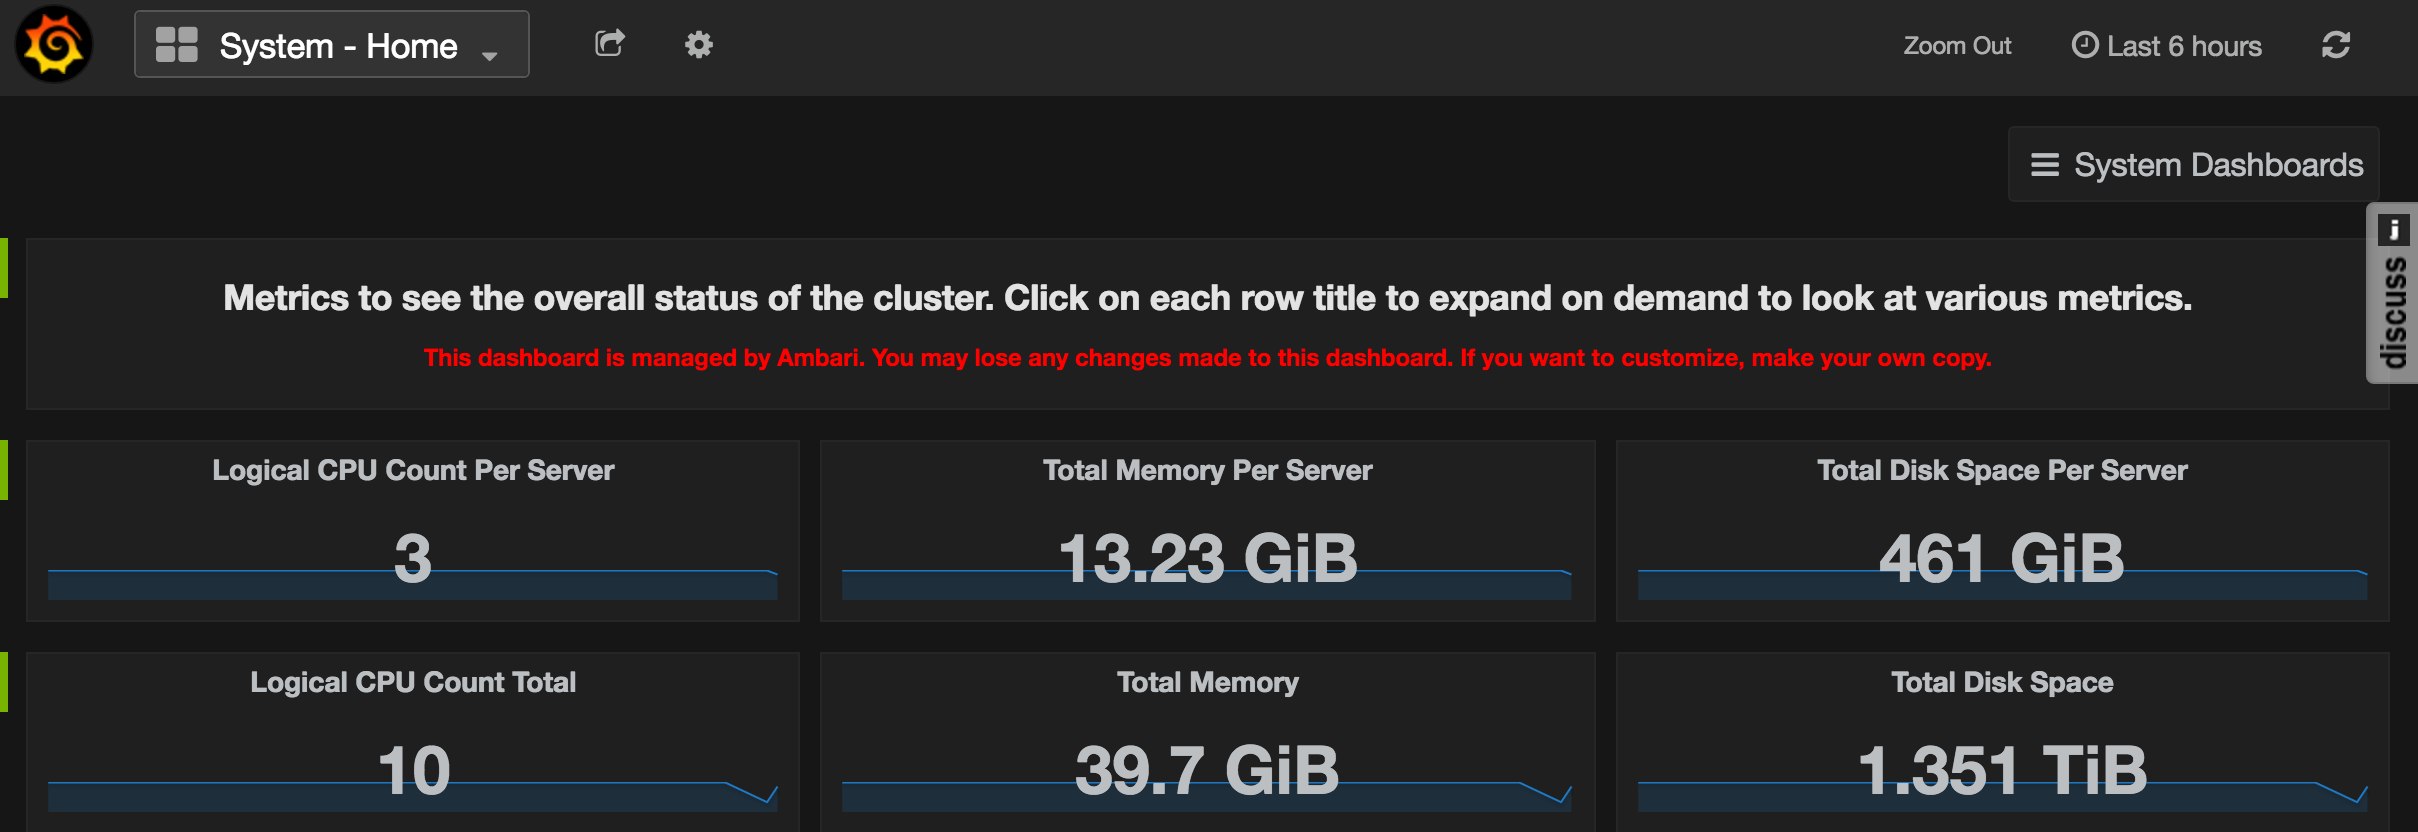 System - Home
Zoom Out
Last 6 hours
System Dashboards
j
discuss
Metrics to see the overall status of the cluster. Click on each row title to expand on demand to look at various metrics.
This dashboard is managed by Ambari. You may lose any changes made to this dashboard. If you want to customize, make your own copy.
Logical CPU Count Per Server
3
Total Memory Per Server
13.23 GiB
Total Disk Space Per Server
461 GiB
Logical CPU Count Total
10
Total Memory
39.7 GiB
Total Disk Space
1.351 TiB